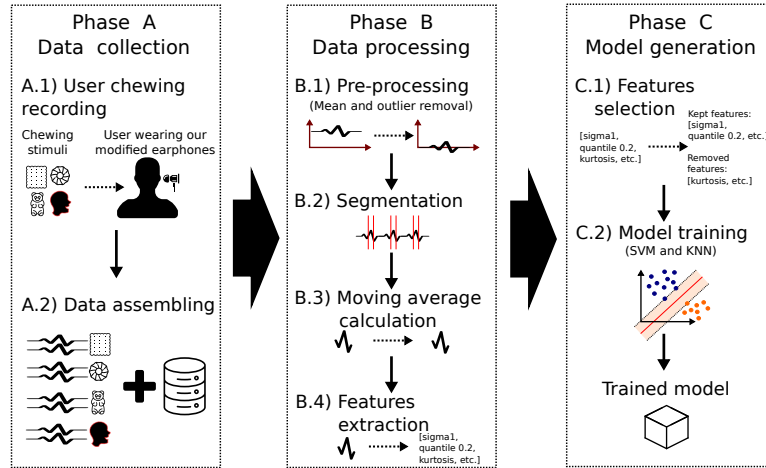 Phase A
Data collection
A.1) User chewing
recording
Chewing
stimuli
User wearing our
modified earphones
A.2) Data assembling
Phase B
Data processing
B.1) Pre-processing
(Mean and outlier removal)
B.2) Segmentation
B.3) Moving average
calculation
B.4) Features
extraction
[sigma1,
quantile 0.2,
kurtosis, etc.]
Phase C
Model generation
C.1) Features
selection
[sigma1,
quantile 0.2,
kurtosis, etc.]
Kept features:
[sigma1,
quantile 0.2, etc.]
Removed
features:
[kurtosis, etc.]
C.2) Model training
(SVM and KNN)
Trained model